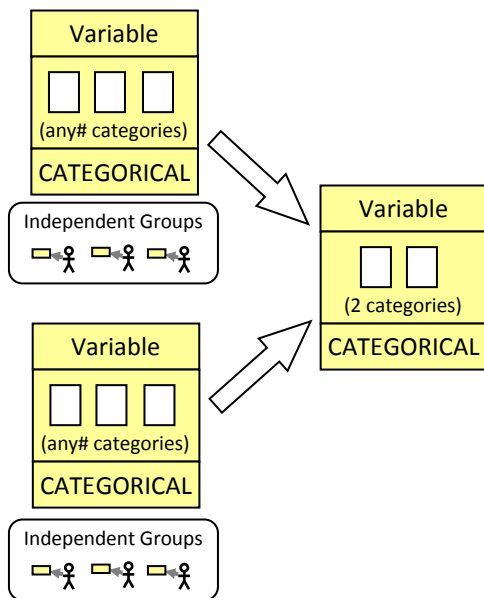 Variable
(any# categories)
CATEGORICAL
Independent Groups
Variable
(any# categories)
CATEGORICAL
Independent Groups
Variable
(2 categories)
CATEGORICAL